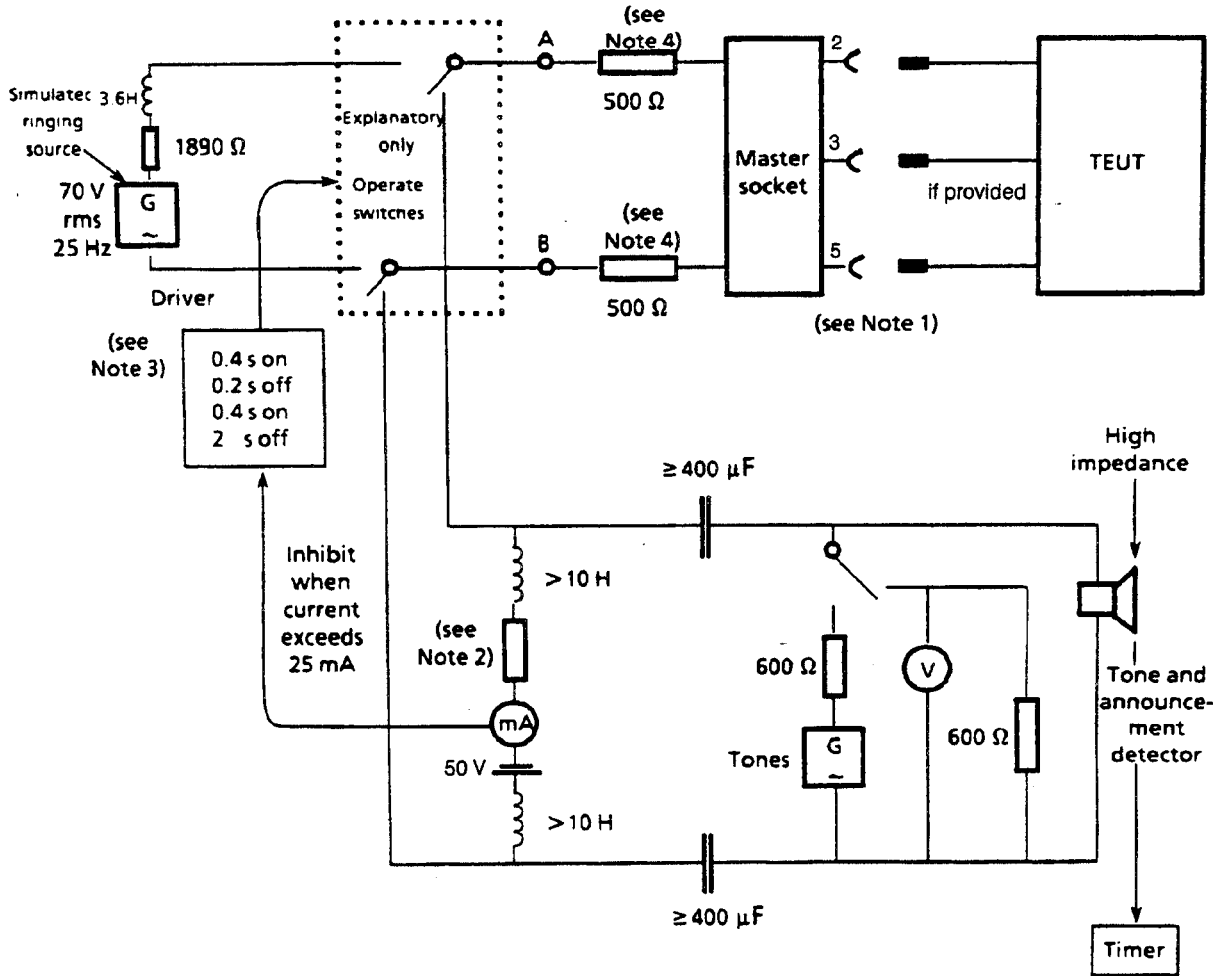 (see
Note 4)
A
500 Ω
2
Simulated
ringing
source
3.6H
1890 Ω
70 V
rms
25 Hz
G
~
Explanatory
only
Operate
switches
Master
socket
3
if provided
TEUT
(see
Note 4)
B
500 Ω
5
(see Note 1)
Driver
(see
Note 3)
0.4 s on
0.2 s off
0.4 s on
2 s off
Inhibit
when
current
exceeds
25 mA
≥ 400 µF
> 10 H
(see
Note 2)
mA
50 V
> 10 H
≥ 400 µF
600 Ω
Tones
G
~
V
600 Ω
High
impedance
Tone and
announce-
ment
detector
Timer